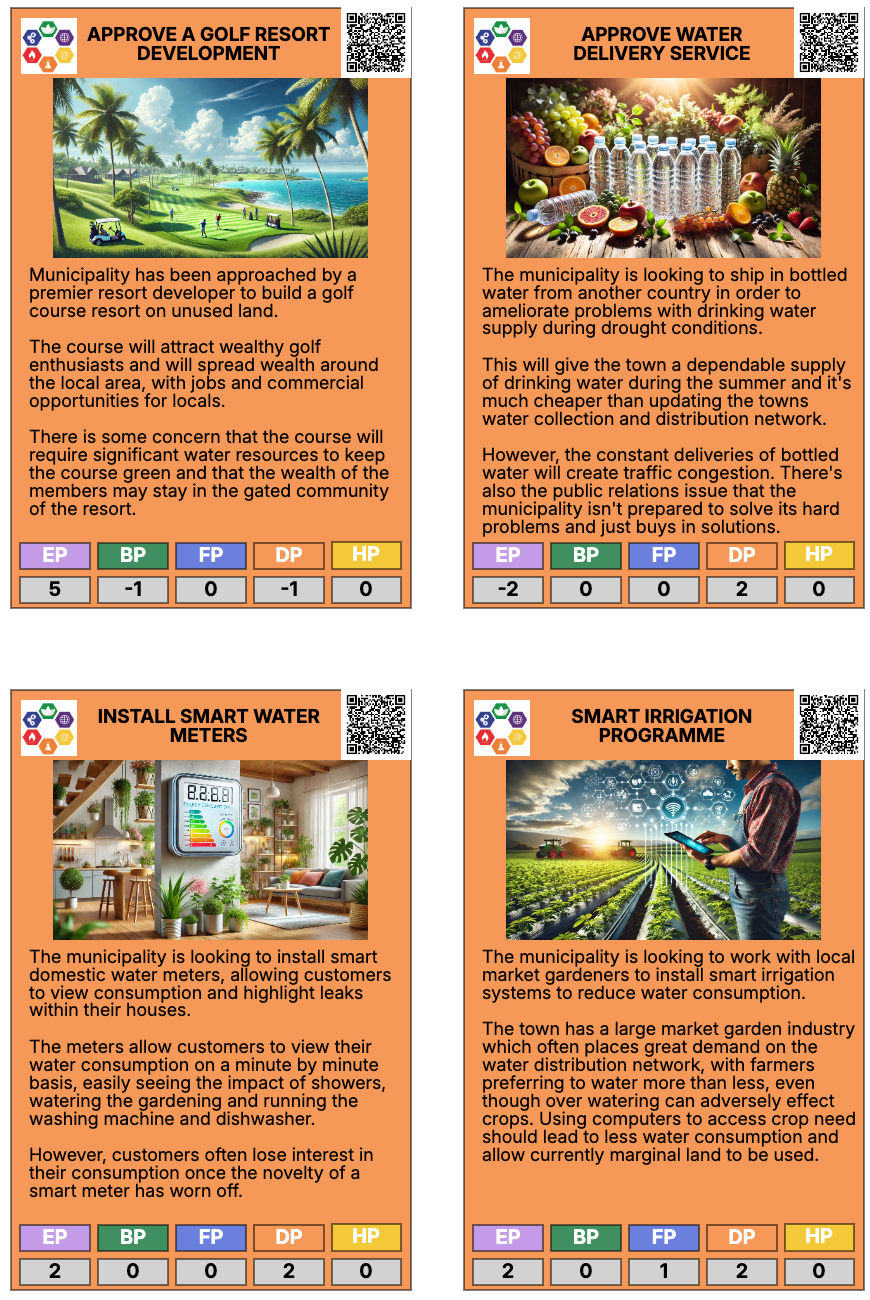 APPROVE A GOLF RESORT
DEVELOPMENT
Municipality has been approached by a
premier resort developer to build a golf
course resort on unused land.
The course will attract wealthy golf
enthusiasts and will spread wealth around
the local area, with jobs and commercial
opportunities for locals.
There is some concern that the course will
require significant water resources to keep
the course green and that the wealth of the
members may stay in the gated community
of the resort.
EP BP FP DP HP
5 -1 0 -1 0
APPROVE WATER
DELIVERY SERVICE
The municipality is looking to ship in bottled
water from another country in order to
ameliorate problems with drinking water
supply during drought conditions.
This will give the town a dependable supply
of drinking water during the summer and it's
much cheaper than updating the towns
water collection and distribution network.
However, the constant deliveries of bottled
water will create traffic congestion. There's
also the public relations issue that the
municipality isn't prepared to solve its hard
problems and just buys in solutions.
EP BP FP DP HP
-2 0 0 2 0
INSTALL SMART WATER
METERS
The municipality is looking to install smart
domestic water meters, allowing customers
to view consumption and highlight leaks
within their houses.
The meters allow customers to view their
water consumption on a minute by minute
basis, easily seeing the impact of showers,
watering the gardening and running the
washing machine and dishwasher.
However, customers often lose interest in
their consumption once the novelty of a
smart meter has worn off.
EP BP FP DP HP
2 0 0 2 0
SMART IRRIGATION
PROGRAMME
The municipality is looking to work with local
market gardeners to install smart irrigation
systems to reduce water consumption.
The town has a large market garden industry
which often places great demand on the
water distribution network, with farmers
preferring to water more than less, even
though over watering can adversely effect
crops. Using computers to access crop need
should lead to less water consumption and
allow currently marginal land to be used.
EP BP FP DP HP
2 0 1 2 0